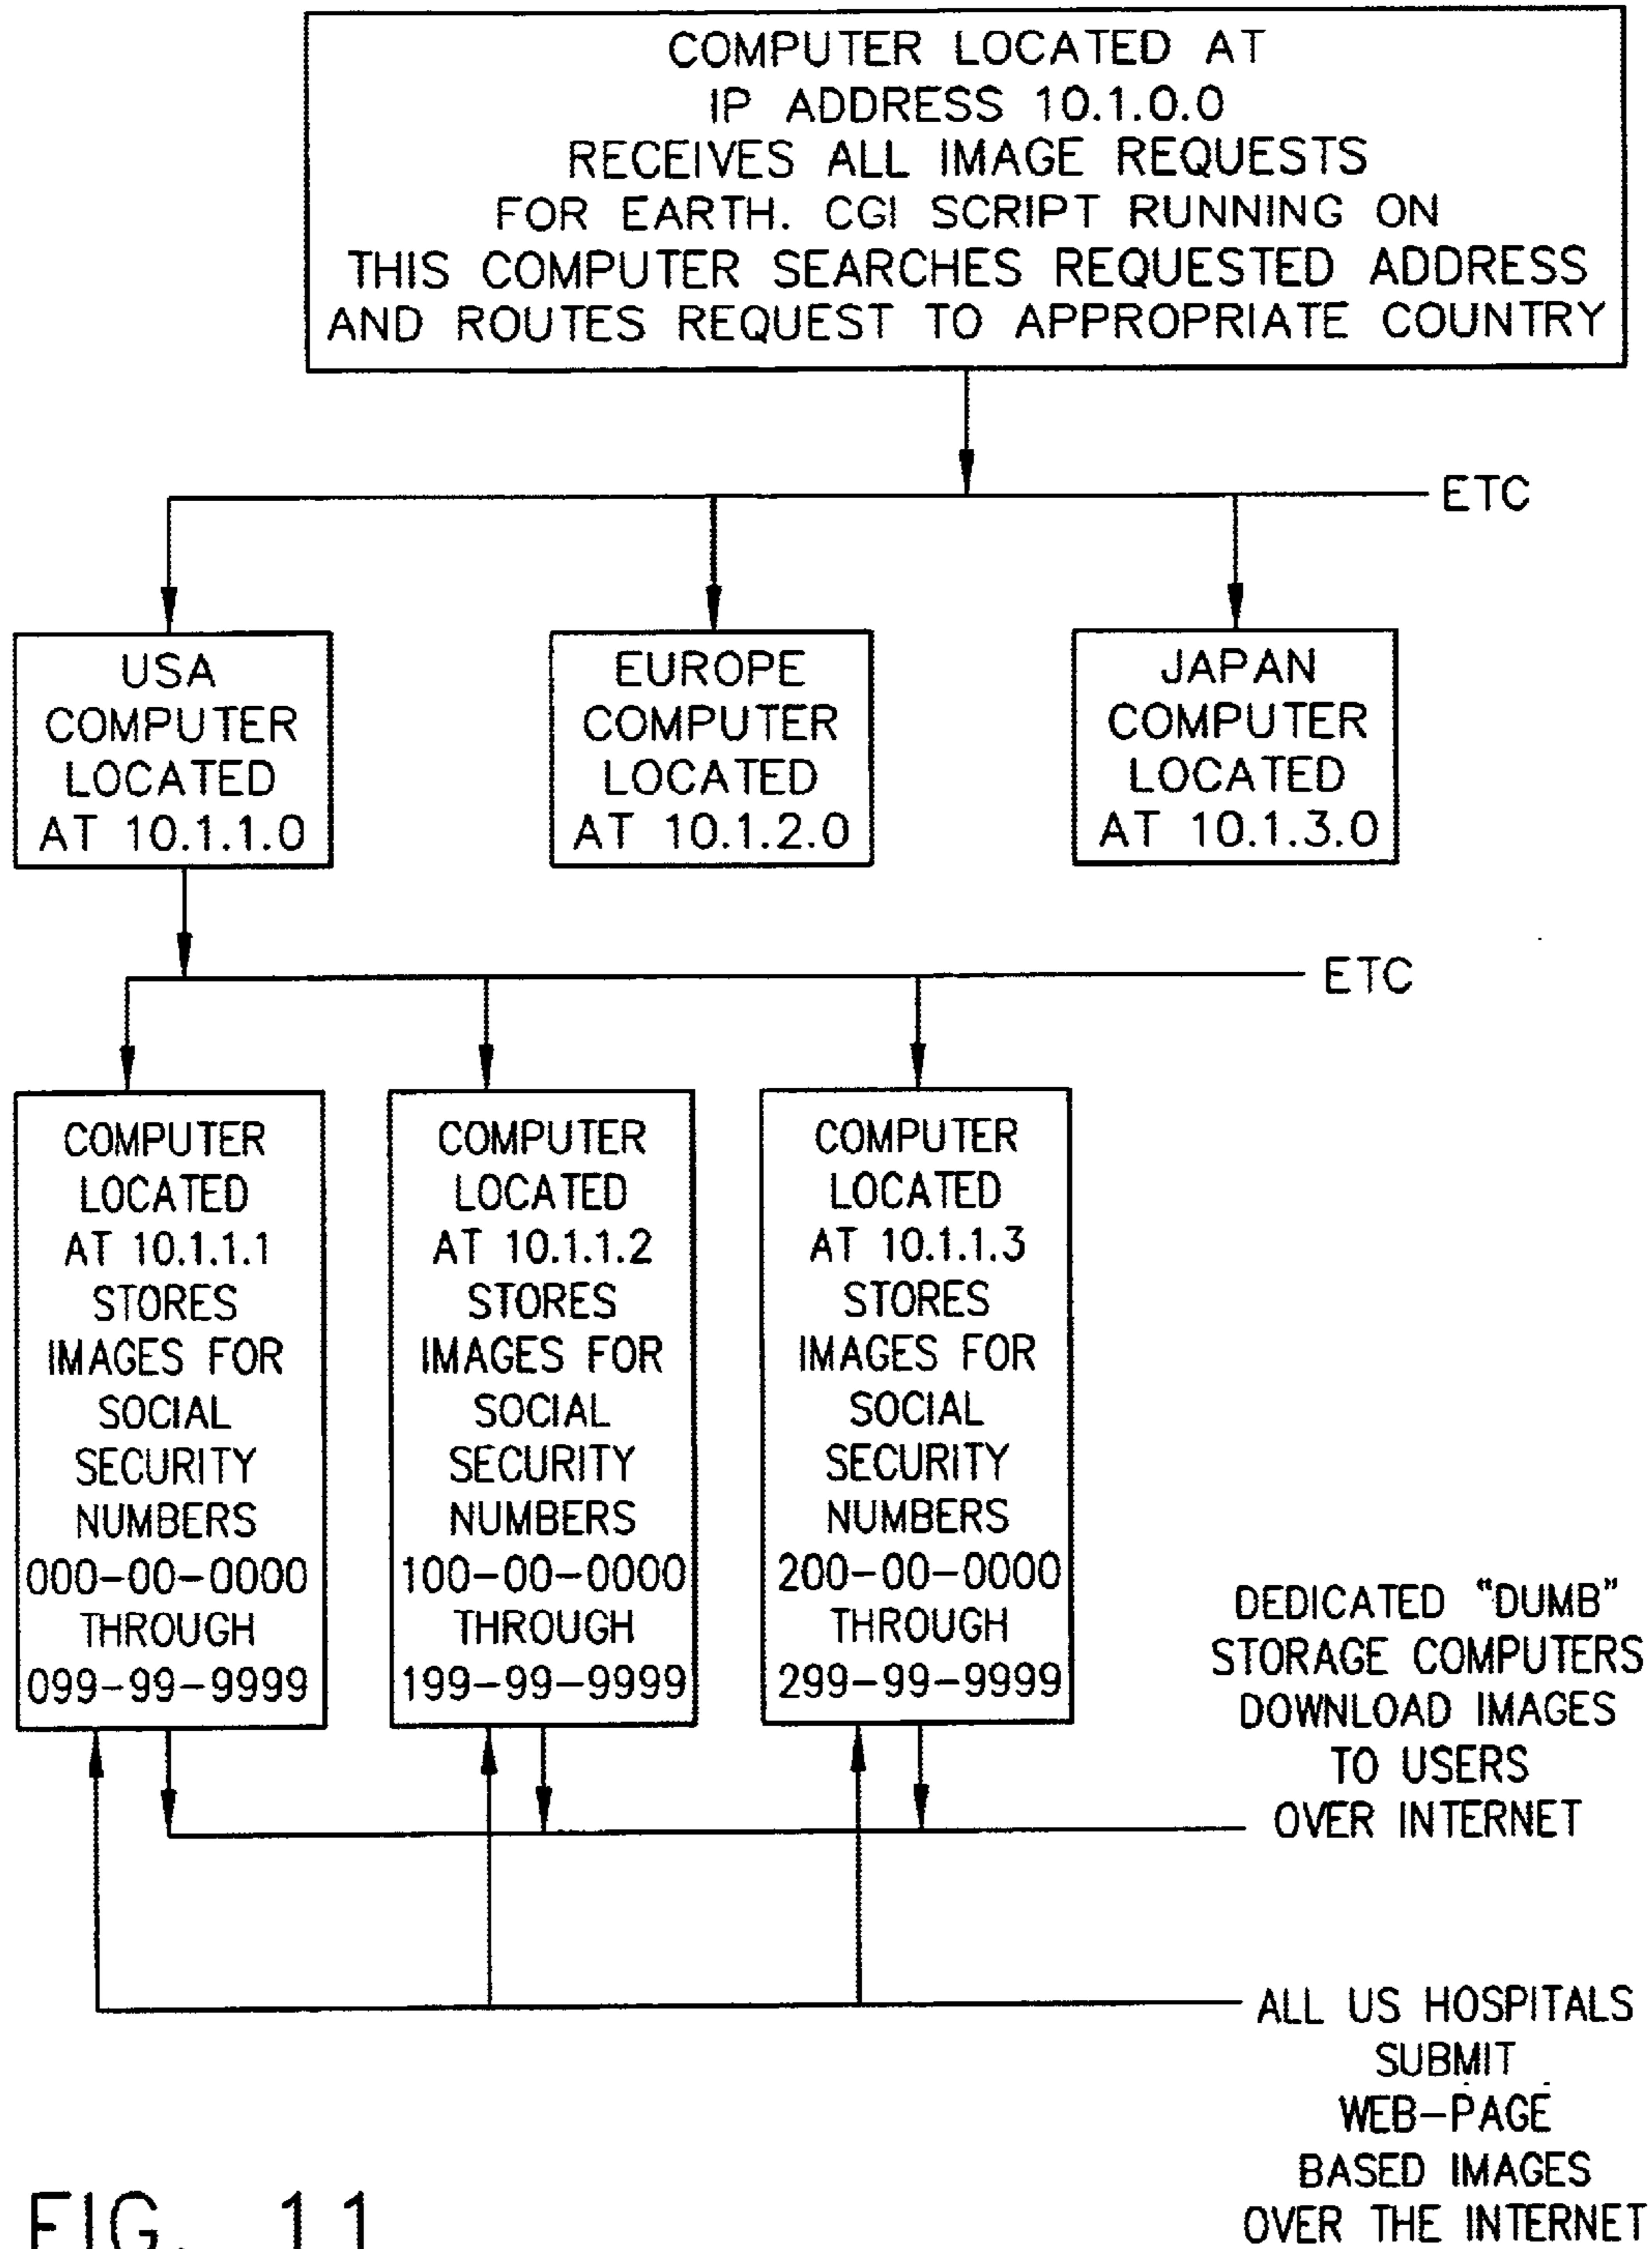 COMPUTER LOCATED AT
IP ADDRESS 10.1.0.0
RECEIVES ALL IMAGE REQUESTS
FOR EARTH. CGI SCRIPT RUNNING ON
THIS COMPUTER SEARCHES REQUESTED ADDRESS
AND ROUTES REQUEST TO APPROPRIATE COUNTRY
ETC
USA
COMPUTER
LOCATED
AT 10.1.1.0
EUROPE
COMPUTER
LOCATED
AT 10.1.2.0
JAPAN
COMPUTER
LOCATED
AT 10.1.3.0
ETC
COMPUTER
LOCATED
AT 10.1.1.1
STORES
IMAGES FOR
SOCIAL
SECURITY
NUMBERS
000-00-0000
THROUGH
099-99-9999
COMPUTER
LOCATED
AT 10.1.1.2
STORES
IMAGES FOR
SOCIAL
SECURITY
NUMBERS
100-00-0000
THROUGH
199-99-9999
COMPUTER
LOCATED
AT 10.1.1.3
STORES
IMAGES FOR
SOCIAL
SECURITY
NUMBERS
200-00-0000
THROUGH
299-99-9999
DEDICATED "DUMB"
STORAGE COMPUTERS
DOWNLOAD IMAGES
TO USERS
OVER INTERNET
ALL US HOSPITALS
SUBMIT
WEB-PAGE
BASED IMAGES
OVER THE INTERNET
FIG. 11